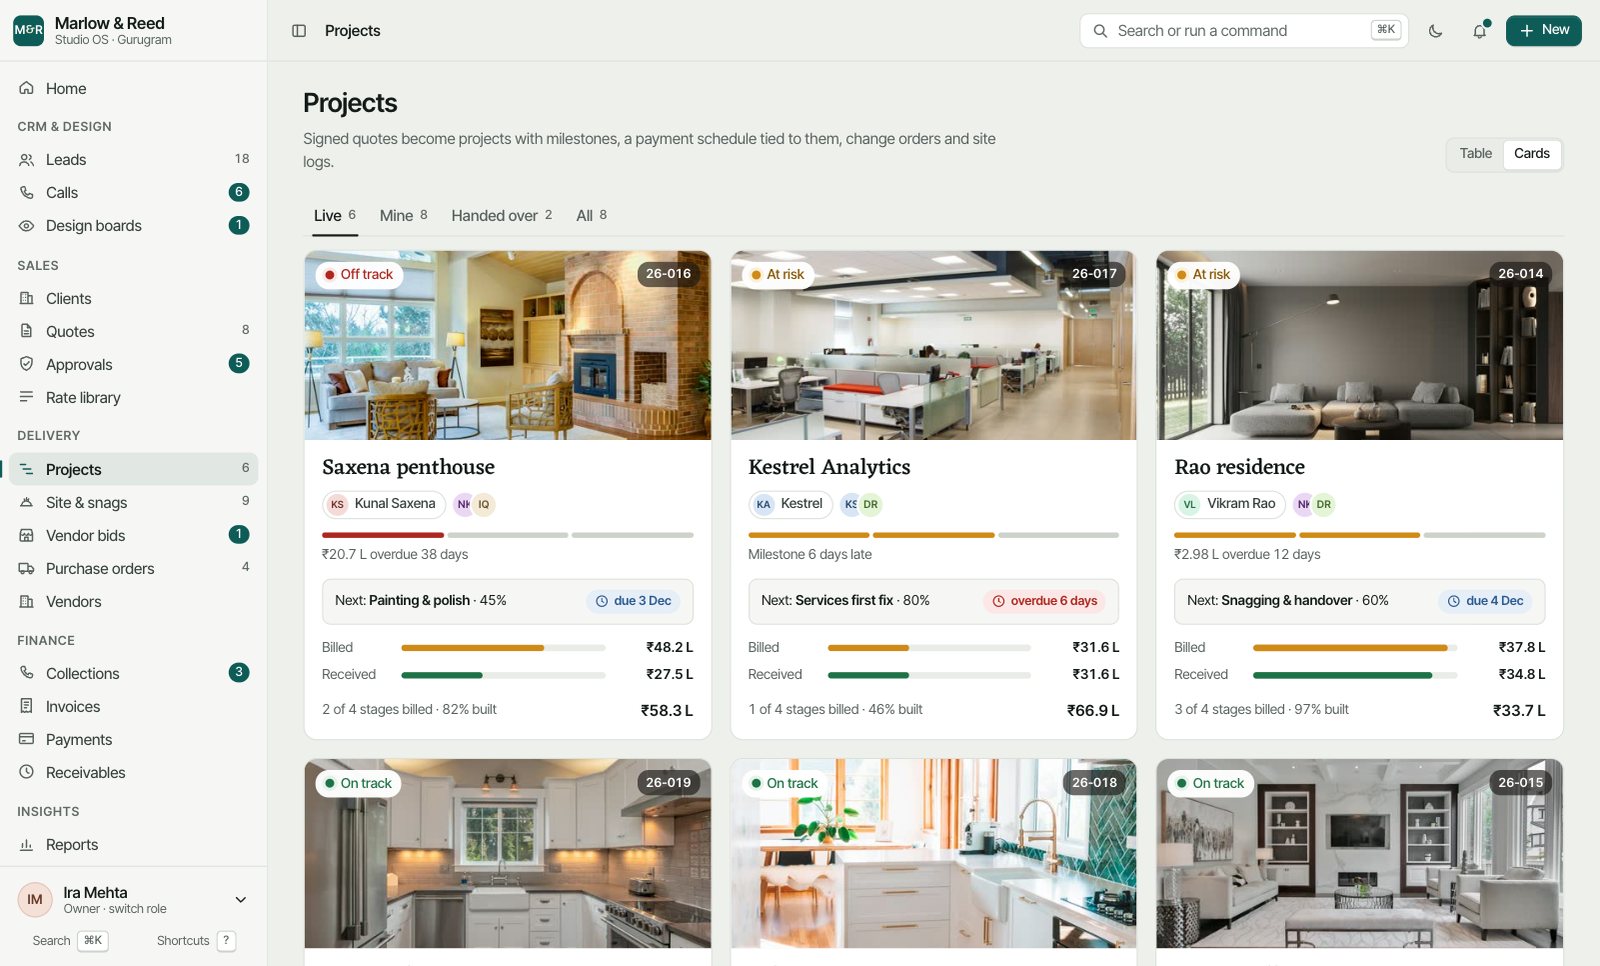 M&R
Marlow & Reed
Studio OS · Gurugram
Projects
Search or run a command
⌘K
New
Home
CRM & DESIGN
Leads 18
Calls 6
Design boards 1
SALES
Clients
Quotes 8
Approvals 5
Rate library
DELIVERY
Projects 6
Site & snags 9
Vendor bids 1
Purchase orders 4
Vendors
FINANCE
Collections 3
Invoices
Payments
Receivables
INSIGHTS
Reports
IM
Ira Mehta
Owner · switch role
Search ⌘K
Shortcuts ?
Projects
Signed quotes become projects with milestones, a payment schedule tied to them, change orders and site
logs.
Table Cards
Live 6 Mine 8 Handed over 2 All 8
Off track 26-016
Saxena penthouse
KS Kunal Saxena NK IQ
₹20.7 L overdue 38 days
Next: Painting & polish · 45% due 3 Dec
Billed ₹48.2 L
Received ₹27.5 L
2 of 4 stages billed · 82% built ₹58.3 L
At risk 26-017
Kestrel Analytics
KA Kestrel KS DR
Milestone 6 days late
Next: Services first fix · 80% overdue 6 days
Billed ₹31.6 L
Received ₹31.6 L
1 of 4 stages billed · 46% built ₹66.9 L
At risk 26-014
Rao residence
VL Vikram Rao NK DR
₹2.98 L overdue 12 days
Next: Snagging & handover · 60% due 4 Dec
Billed ₹37.8 L
Received ₹34.8 L
3 of 4 stages billed · 97% built ₹33.7 L
On track 26-019
On track 26-018
On track 26-015